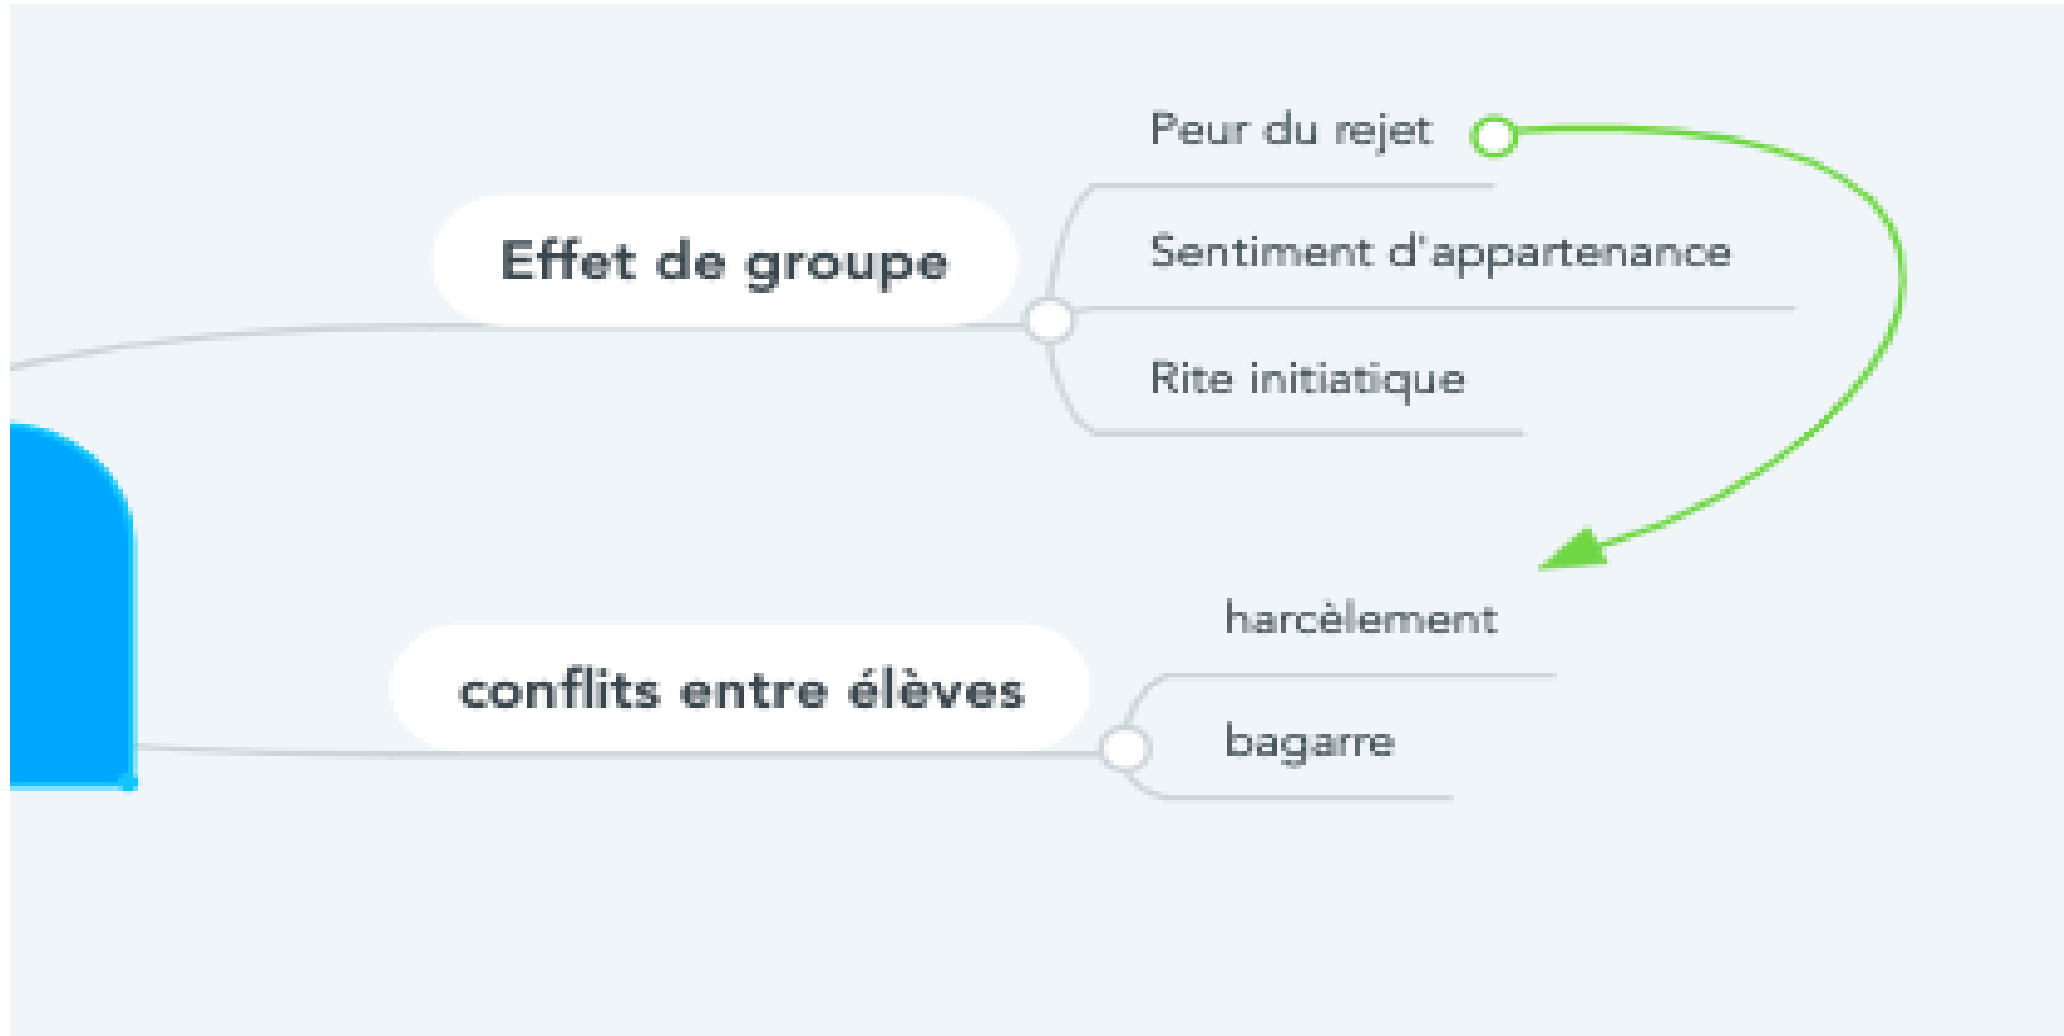 Peur du rejet
Effet de groupe
Sentiment d'appartenance
Rite initiatique
harcèlement
conflits entre élèves
bagarre